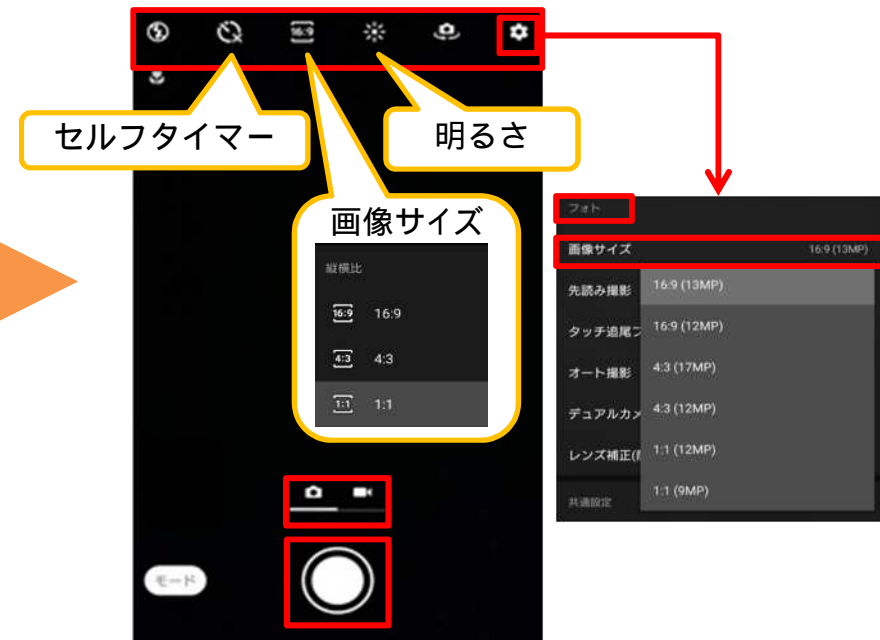 16:9
セルフタイマー
明るさ
画像サイズ
縦横比
16:9 16:9
4:3 4:3
1:1 1:1
モード
フォト
画像サイズ 16:9 (13MP)
先読み撮影
16:9 (13MP)
タッチ追尾フ
16:9 (12MP)
オート撮影
4:3 (17MP)
デュアルカメ
4:3 (12MP)
レンズ補正(
1:1 (12MP)
1:1 (9MP)
共通設定